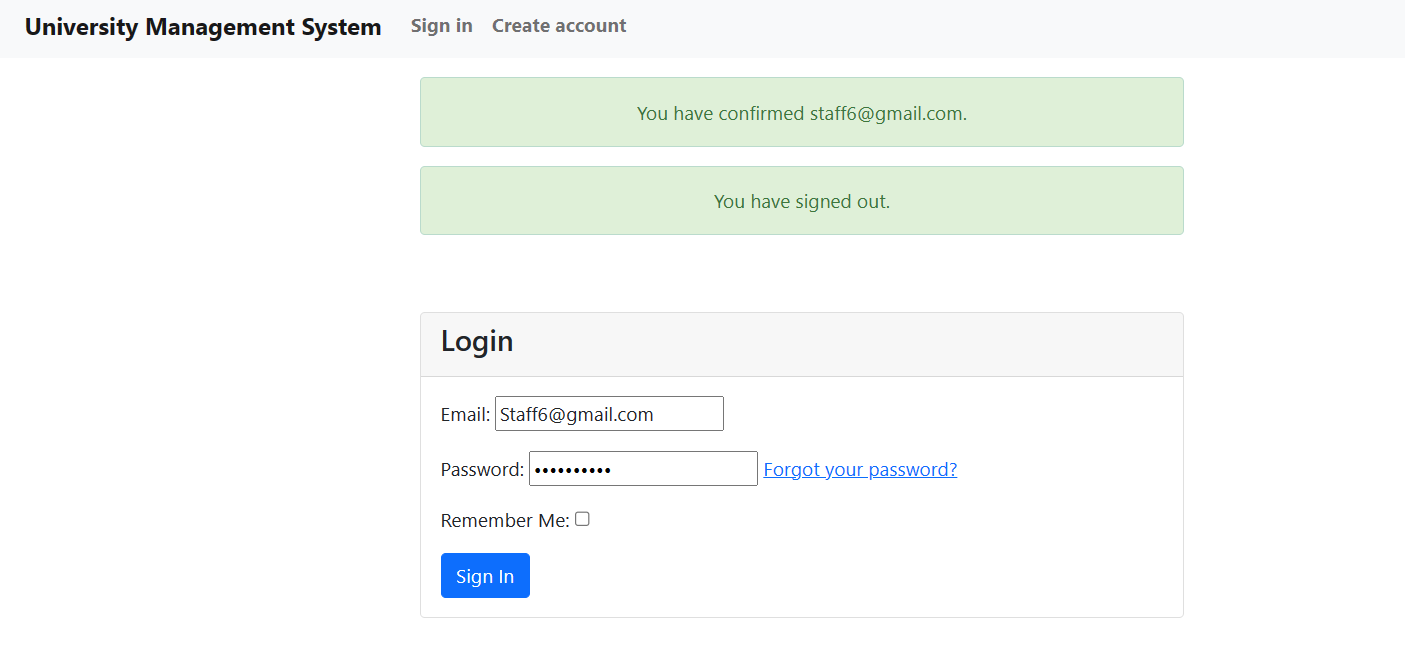 University Management System Sign in Create account
You have confirmed staff6@gmail.com.
You have signed out.
Login
Email: Staff6@gmail.com
Password: •••••••••• Forgot your password?
Remember Me:
Sign In